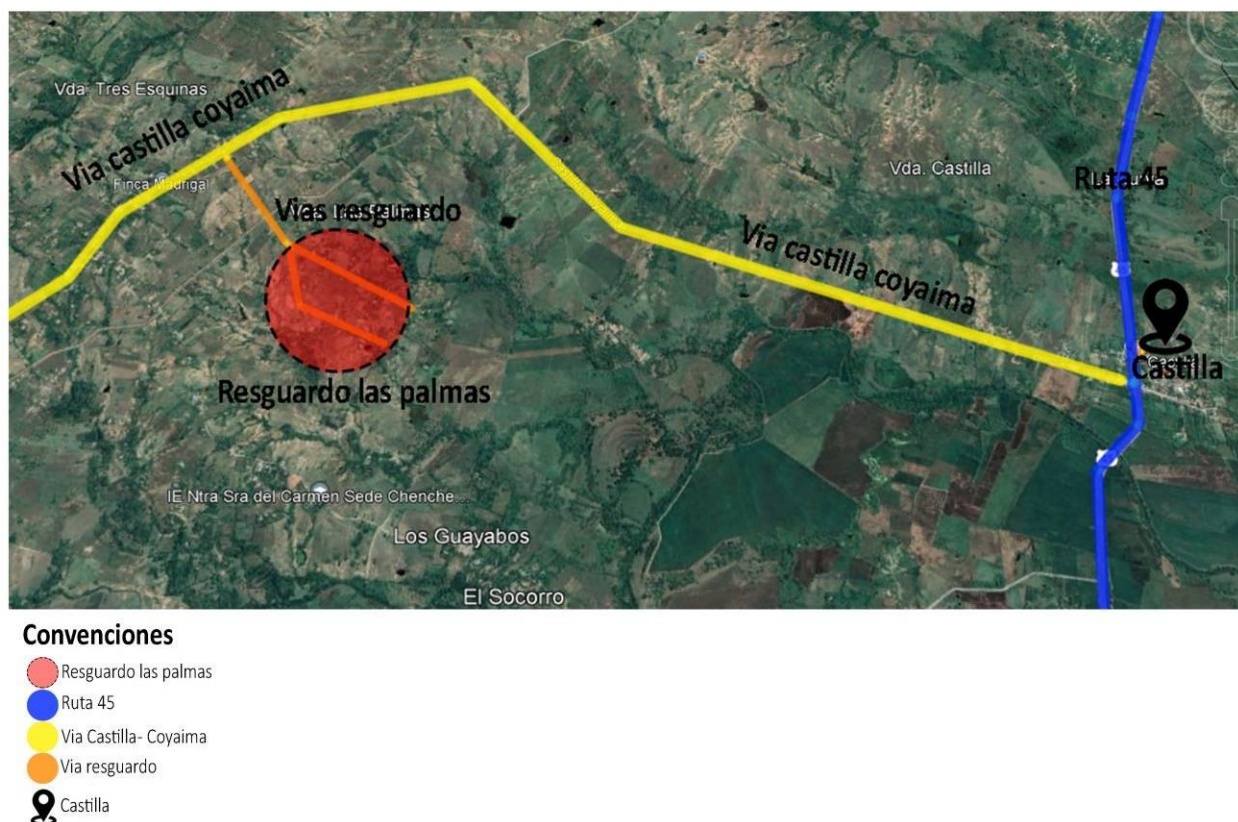 Vda. Tres Esquinas
Via castilla coyaima
Finca Madrigal
Vias resguardo
Resguardo las palmas
Vda. Castilla
Ruta 45
Via castilla coyaima
Castilla
IE Ntra Sra del Carmen Sede Chenche...
Los Guayabos
El Socorro
Convenciones
Resguardo las palmas
Ruta 45
Via Castilla- Coyaima
Via resguardo
Castilla